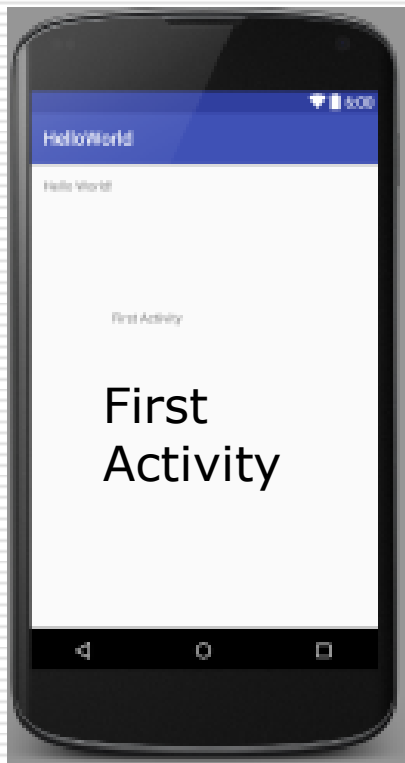 6:00
HelloWorld
Hello World
First Activity
First
Activity